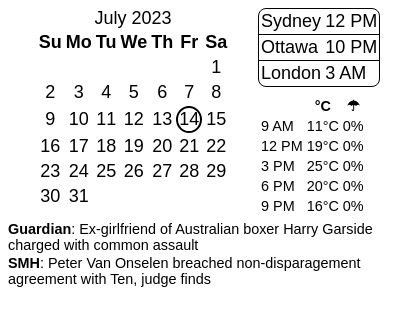 July 2023
Su Mo Tu We Th Fr Sa
1
2 3 4 5 6 7 8
9 10 11 12 13 14 15
16 17 18 19 20 21 22
23 24 25 26 27 28 29
30 31
Sydney 12 PM
Ottawa 10 PM
London 3 AM
°C ☂
9 AM 11°C 0%
12 PM 19°C 0%
3 PM 25°C 0%
6 PM 20°C 0%
9 PM 16°C 0%
Guardian: Ex-girlfriend of Australian boxer Harry Garside
charged with common assault
SMH: Peter Van Onselen breached non-disparagement
agreement with Ten, judge finds